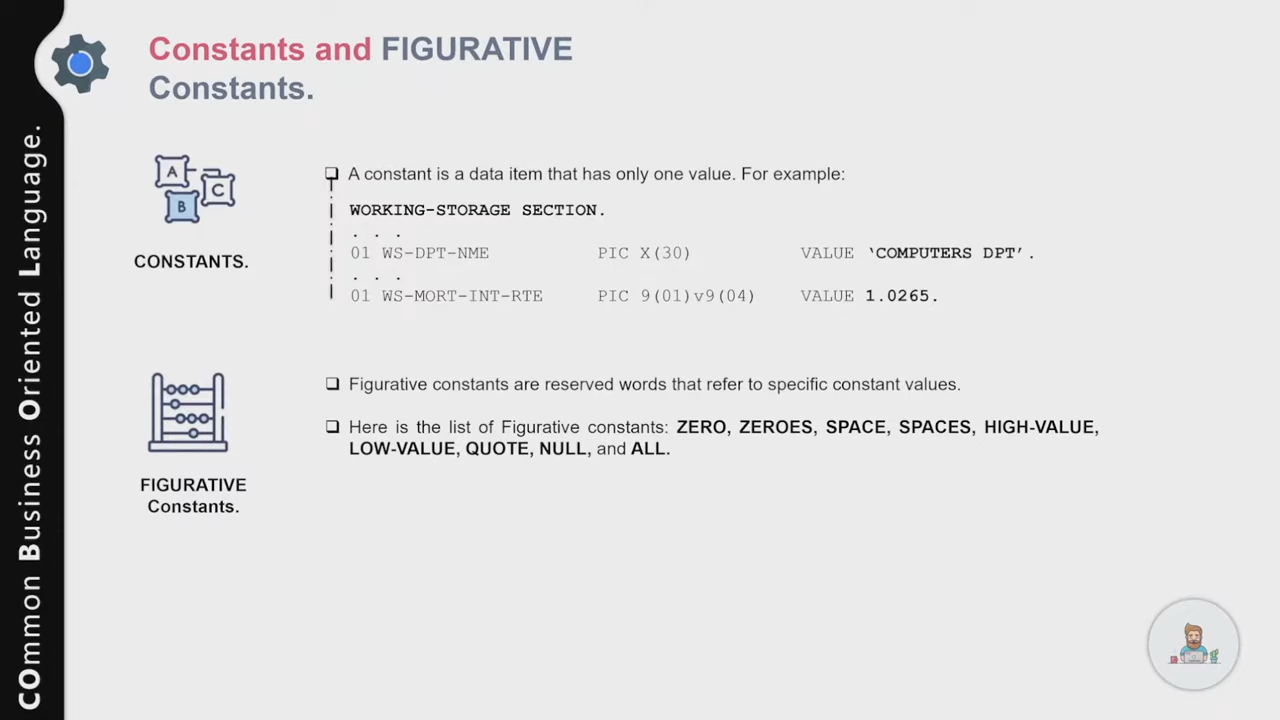 Constants and FIGURATIVE
Constants.
COmmon Business Oriented Language.
A
C
B
CONSTANTS.
A constant is a data item that has only one value. For example:
WORKING-STORAGE SECTION.
. . .
01 WS-DPT-NME PIC X(30) VALUE ‘COMPUTERS DPT’.
. . .
01 WS-MORT-INT-RTE PIC 9(01)v9(04) VALUE 1.0265.
FIGURATIVE
Constants.
Figurative constants are reserved words that refer to specific constant values.
Here is the list of Figurative constants: ZERO, ZEROES, SPACE, SPACES, HIGH-VALUE,
LOW-VALUE, QUOTE, NULL, and ALL.